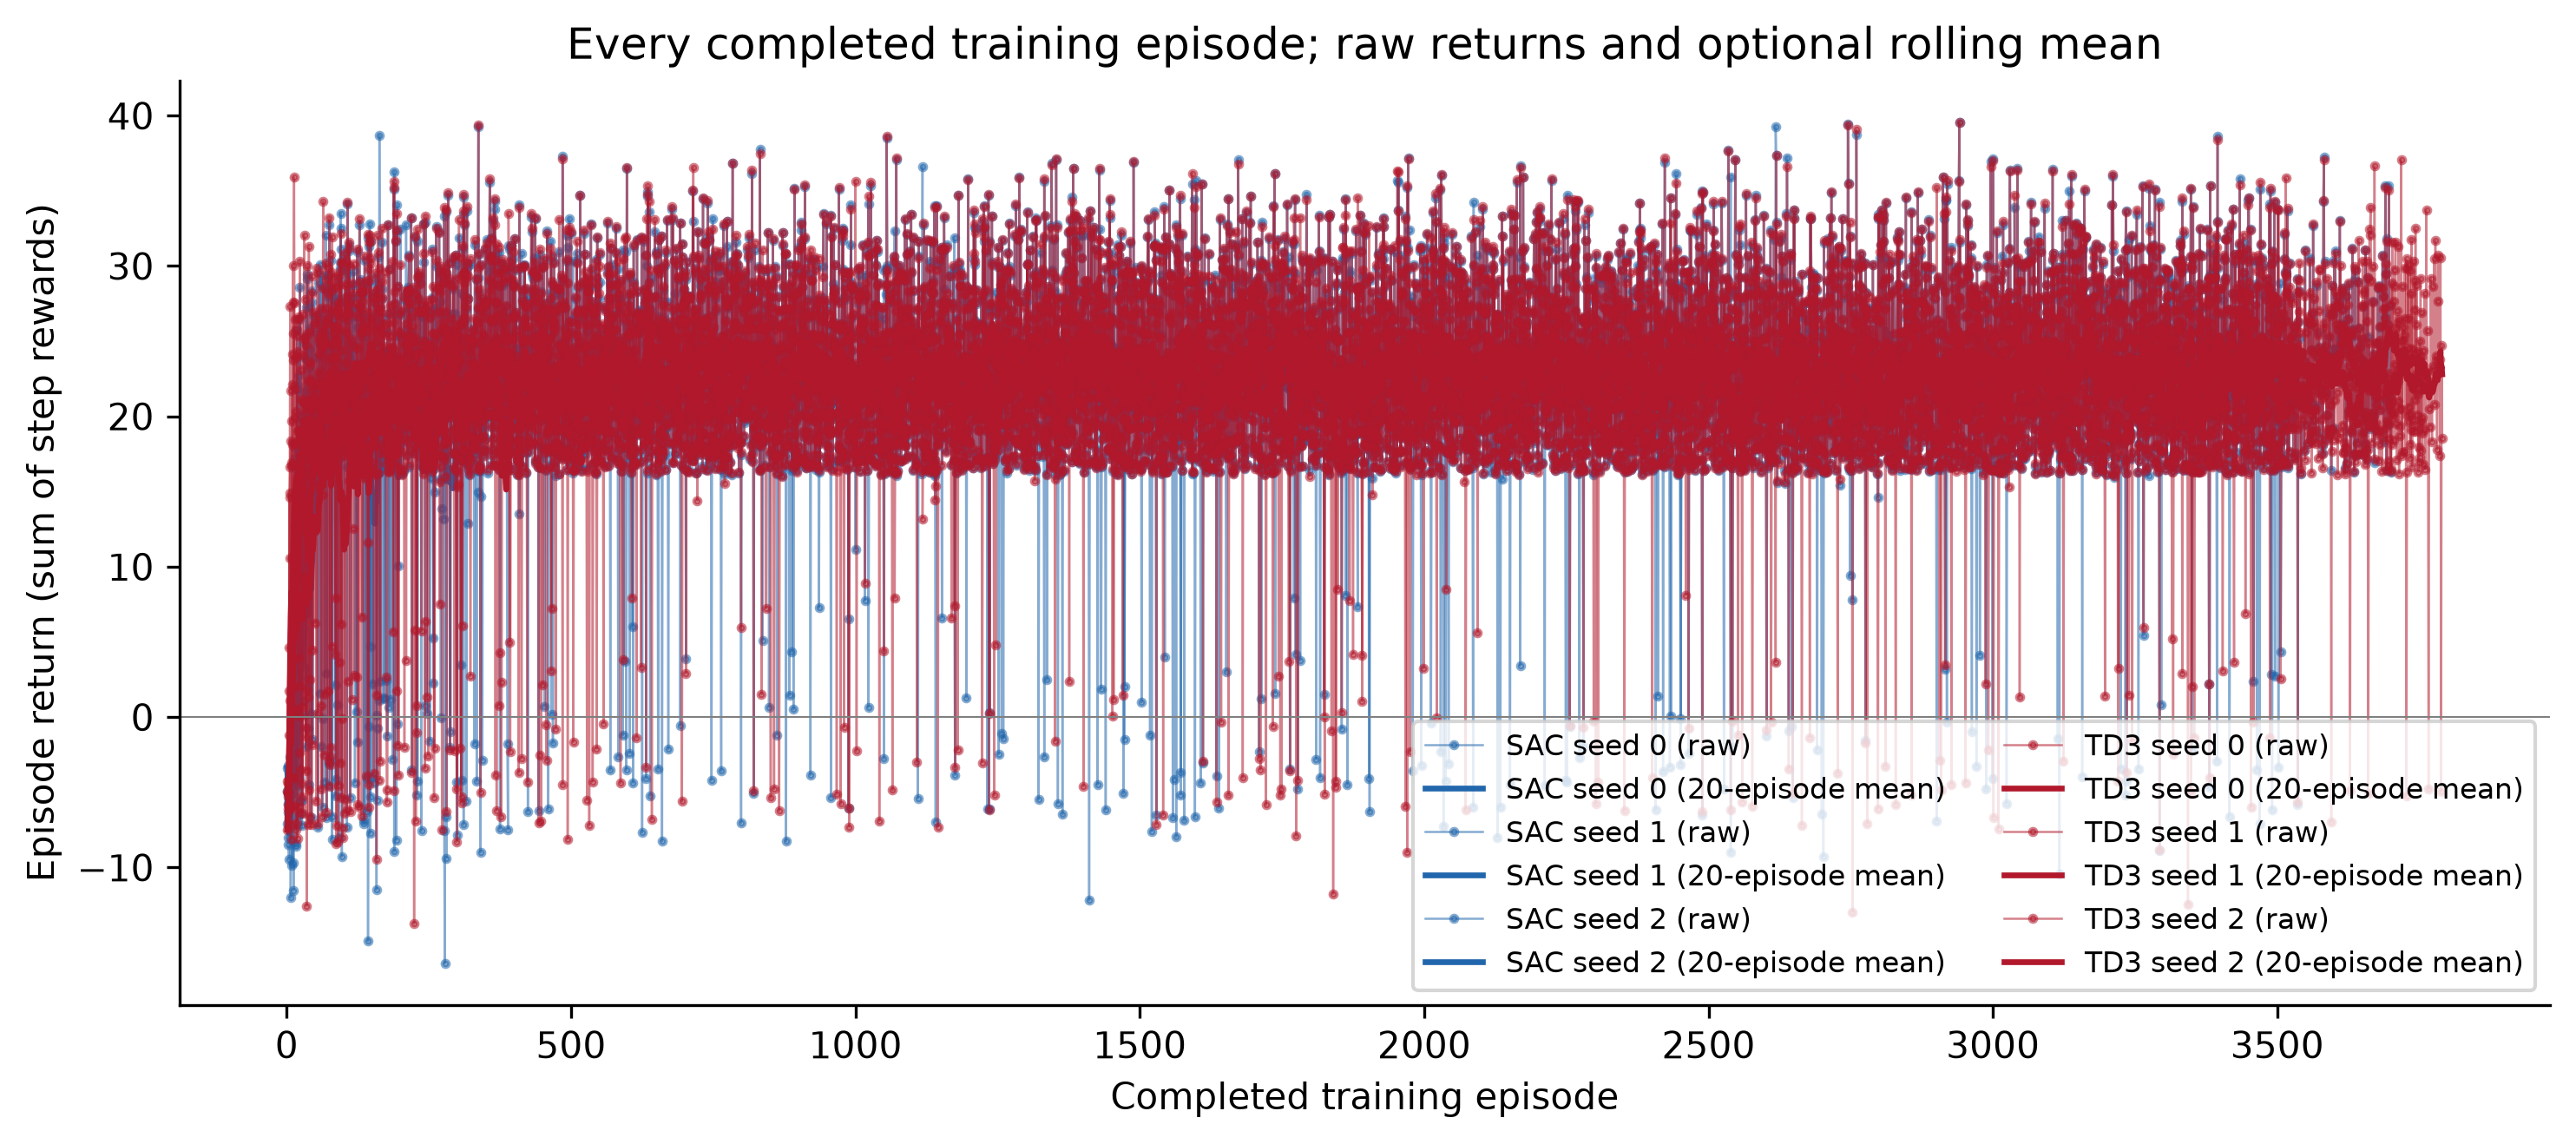 Every completed training episode; raw returns and optional rolling mean
Episode return (sum of step rewards)
40
30
20
10
0
−10
0
500
1000
1500
2000
2500
3000
3500
Completed training episode
SAC seed 0 (raw)
SAC seed 0 (20-episode mean)
SAC seed 1 (raw)
SAC seed 1 (20-episode mean)
SAC seed 2 (raw)
SAC seed 2 (20-episode mean)
TD3 seed 0 (raw)
TD3 seed 0 (20-episode mean)
TD3 seed 1 (raw)
TD3 seed 1 (20-episode mean)
TD3 seed 2 (raw)
TD3 seed 2 (20-episode mean)